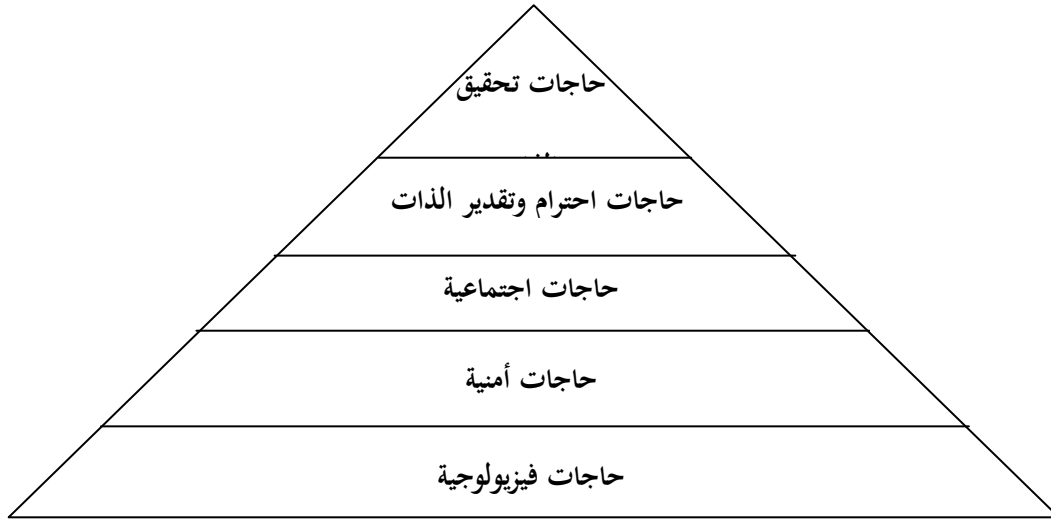 حاجات تحقيق
حاجات احترام وتقدير الذات
حاجات اجتماعية
حاجات أمنية
حاجات فيزيولوجية